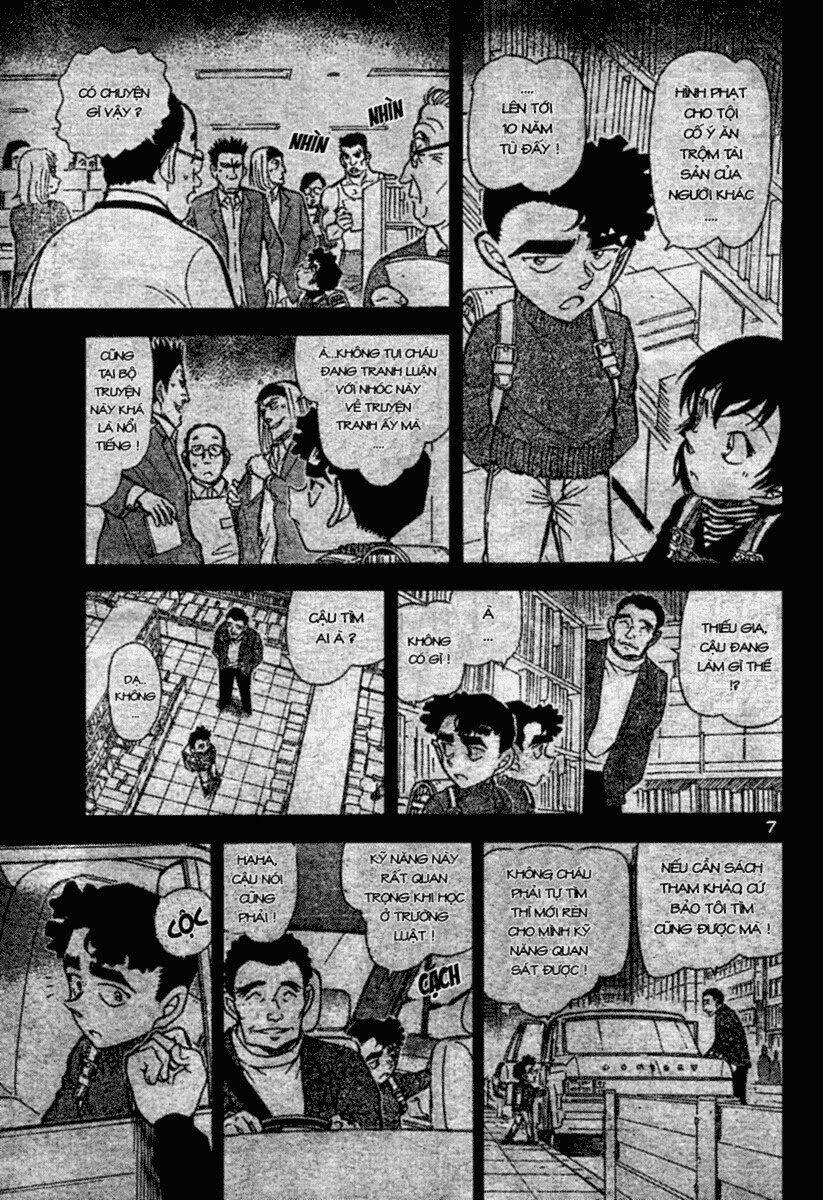 HÌNH PHẠT
CHO TỘI
CỐ Ý ĂN
TRỘM TÀI
SẢN CỦA
NGƯỜI KHÁC
....
....
LÊN TỚI
10 NĂM
TÙ ĐẤY !
NHÌN
NHÌN
CÓ CHUYỆN
GÌ VẬY ?
À...KHÔNG TỤI CHÁU
ĐANG TRANH LUẬN
VỚI NHÓC NÀY
VỀ TRUYỆN
TRANH ẤY MÀ
....
CŨNG
TẠI BỘ
TRUYỆN
NÀY KHÁ
LÀ NỔI
TIẾNG !
THIẾU GIA,
CẬU ĐANG
LÀM GÌ THẾ
!?
À
...
KHÔNG
CÓ GÌ !
CẬU TÌM
AI À ?
DẠ..
KHÔNG
...
7
NẾU CẦN SÁCH
THAM KHẢO, CỨ
BẢO TÔI TÌM
CŨNG ĐƯỢC MÀ !
KHÔNG CHÁU
PHẢI TỰ TÌM
THÌ MỚI RÈN
CHO MÌNH KỸ
NĂNG QUAN
SÁT ĐƯỢC !
KỸ NĂNG NÀY
RẤT QUAN
TRỌNG KHI HỌC
Ở TRƯỜNG
LUẬT !
CẠCH
HAHA,
CẬU NÓI
CŨNG
PHẢI !
CỘC